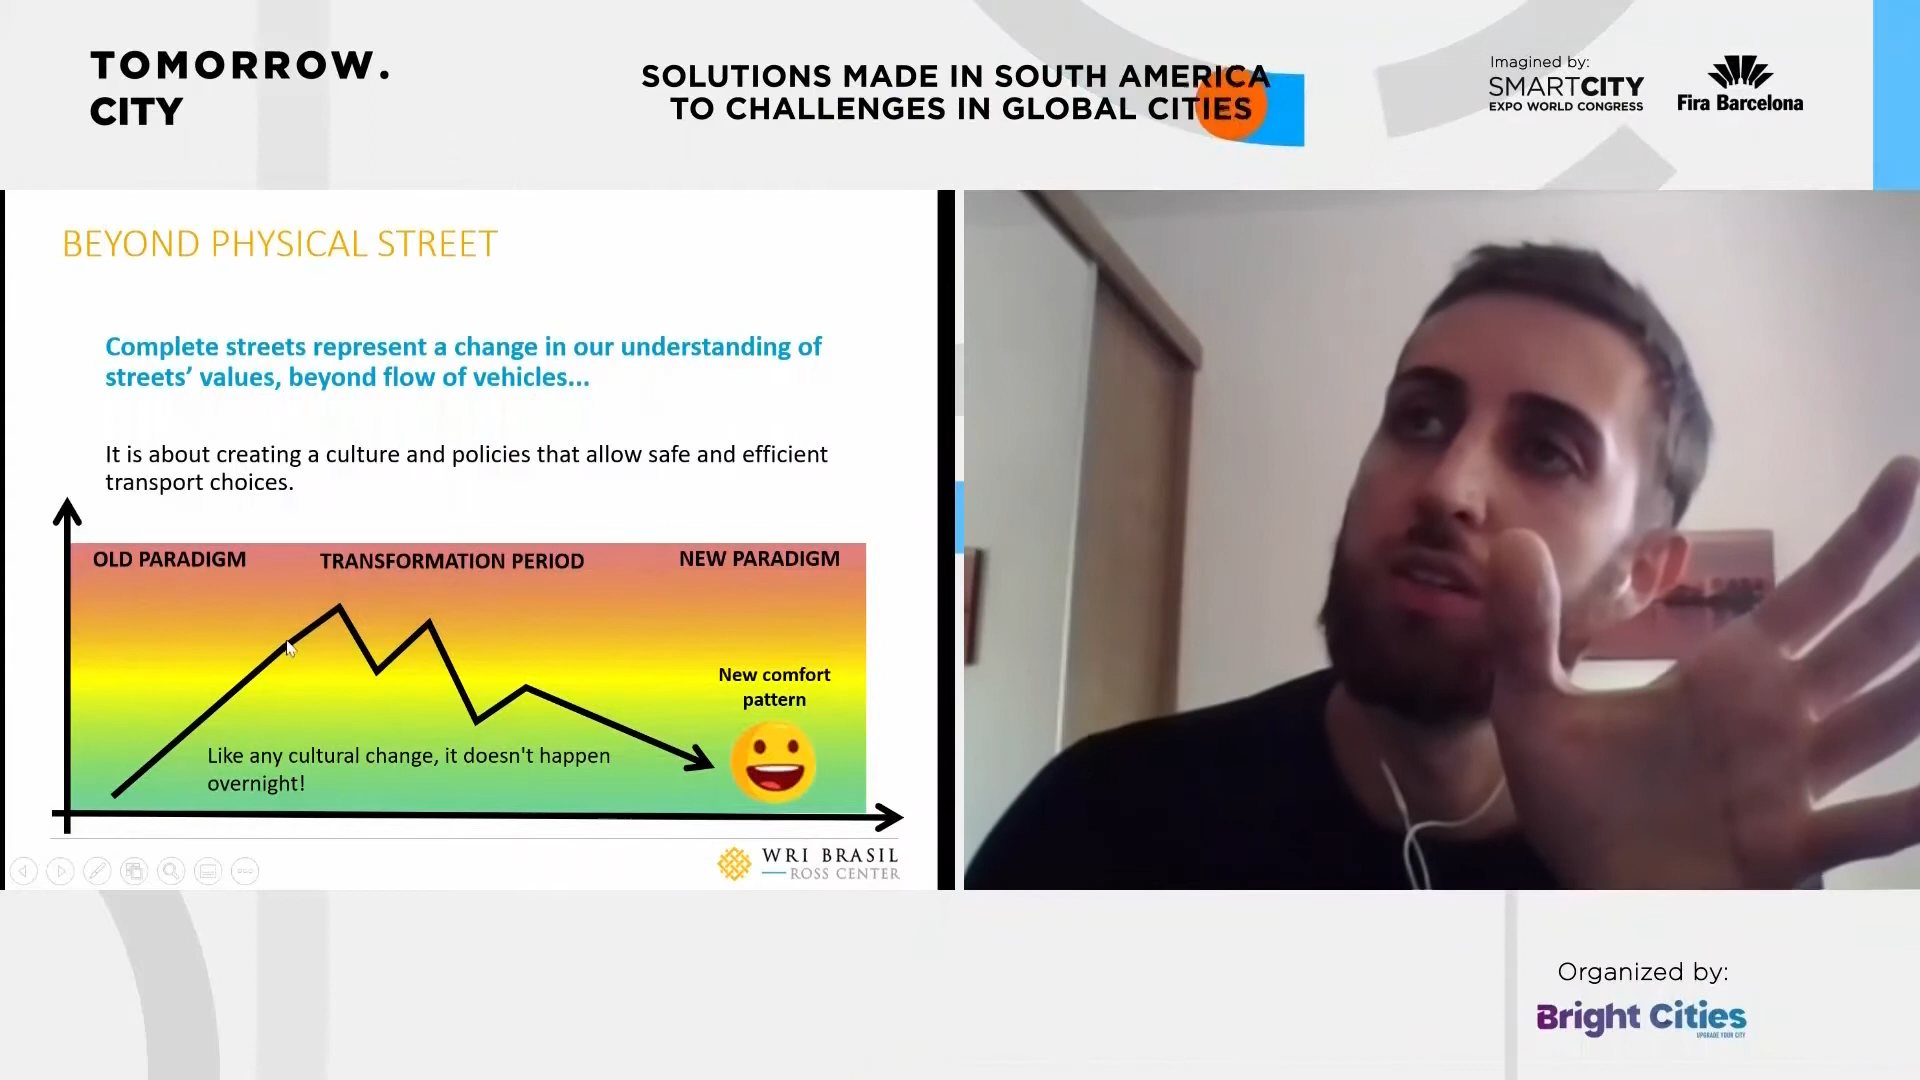 TOMORROW.
CITY
SOLUTIONS MADE IN SOUTH AMERICA
TO CHALLENGES IN GLOBAL CITIES
Imagined by:
SMARTCITY
EXPO WORLD CONGRESS
Fira Barcelona
BEYOND PHYSICAL STREET
Complete streets represent a change in our understanding of
streets’ values, beyond flow of vehicles...
It is about creating a culture and policies that allow safe and efficient
transport choices.
OLD PARADIGM
TRANSFORMATION PERIOD
NEW PARADIGM
New comfort
pattern
Like any cultural change, it doesn't happen
overnight!
WRI BRASIL
ROSS CENTER
Organized by:
Bright Cities
UPGRADE YOUR CITY